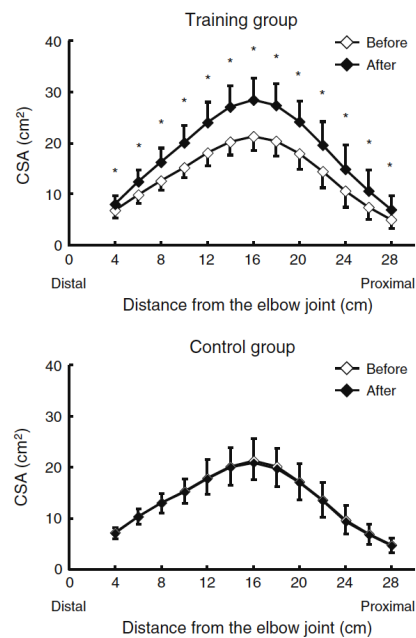 Training group
Before
After
* * * * * * * * * * * * *
CSA (cm²)
40
30
20
10
0
0 4 8 12 16 20 24 28
Distal Proximal
Distance from the elbow joint (cm)
Control group
Before
After
CSA (cm²)
40
30
20
10
0
0 4 8 12 16 20 24 28
Distal Proximal
Distance from the elbow joint (cm)